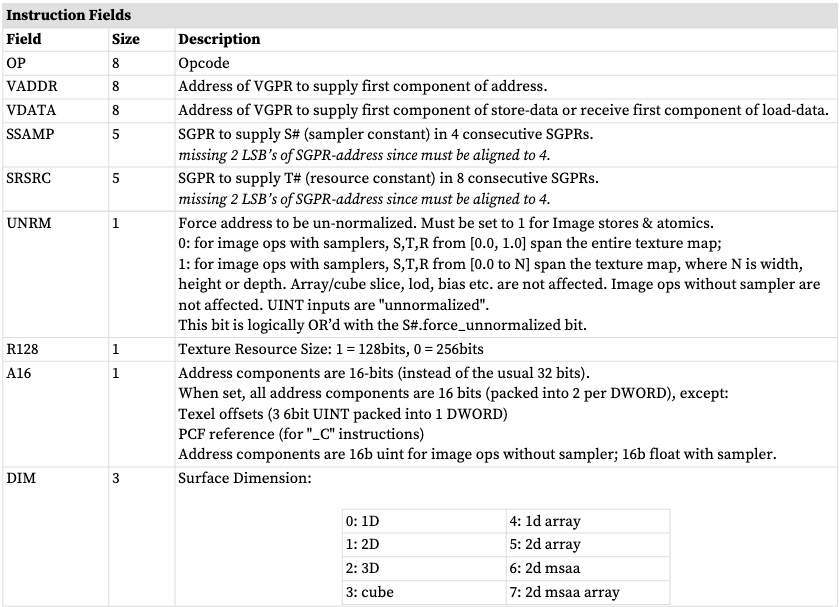 Instruction Fields
Field Size Description
OP 8 Opcode
VADDR 8 Address of VGPR to supply first component of address.
VDATA 8 Address of VGPR to supply first component of store-data or receive first component of load-data.
SSAMP 5 SGPR to supply S# (sampler constant) in 4 consecutive SGPRs.
missing 2 LSB's of SGPR-address since must be aligned to 4.
SRSRC 5 SGPR to supply T# (resource constant) in 8 consecutive SGPRs.
missing 2 LSB's of SGPR-address since must be aligned to 4.
UNRM 1 Force address to be un-normalized. Must be set to 1 for Image stores & atomics.
0: for image ops with samplers, S,T,R from [0.0, 1.0] span the entire texture map;
1: for image ops with samplers, S,T,R from [0.0 to N] span the texture map, where N is width,
height or depth. Array/cube slice, lod, bias etc. are not affected. Image ops without sampler are
not affected. UINT inputs are "unnormalized".
This bit is logically OR'd with the S#.force_unnormalized bit.
R128 1 Texture Resource Size: 1 = 128bits, 0 = 256bits
A16 1 Address components are 16-bits (instead of the usual 32 bits).
When set, all address components are 16 bits (packed into 2 per DWORD), except:
Texel offsets (3 6bit UINT packed into 1 DWORD)
PCF reference (for "_C" instructions)
Address components are 16b uint for image ops without sampler; 16b float with sampler.
DIM 3 Surface Dimension:
0: 1D 4: 1d array
1: 2D 5: 2d array
2: 3D 6: 2d msaa
3: cube 7: 2d msaa array